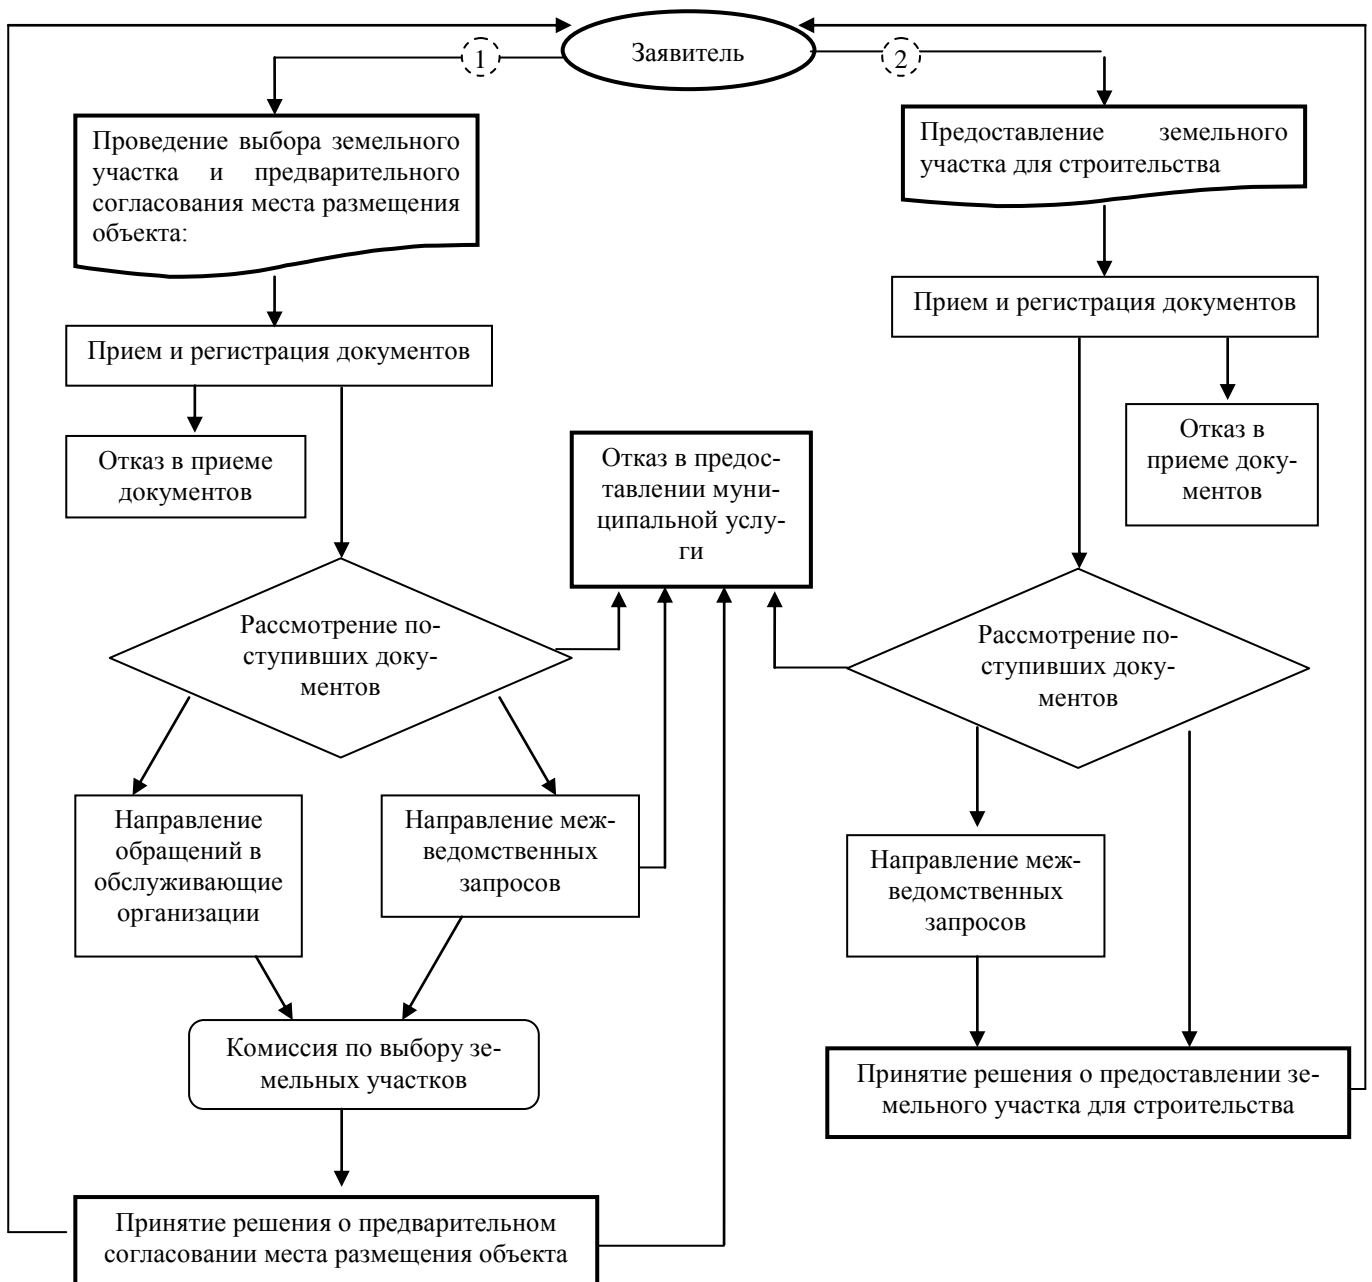 Заявитель
1
2
Проведение выбора земельного
участка и предварительного
согласования места размещения
объекта:
Предоставление земельного
участка для строительства
Прием и регистрация документов
Прием и регистрация документов
Отказ в приеме
документов
Отказ в предос-
тавлении муни-
ципальной услу-
ги
Отказ в
приеме доку-
ментов
Рассмотрение по-
ступивших доку-
ментов
Рассмотрение по-
ступивших доку-
ментов
Направление
обращений в
обслуживающие
организации
Направление меж-
ведомственных
запросов
Направление меж-
ведомственных
запросов
Комиссия по выбору зе-
мельных участков
Принятие решения о предоставлении зе-
мельного участка для строительства
Принятие решения о предварительном
согласовании места размещения объекта